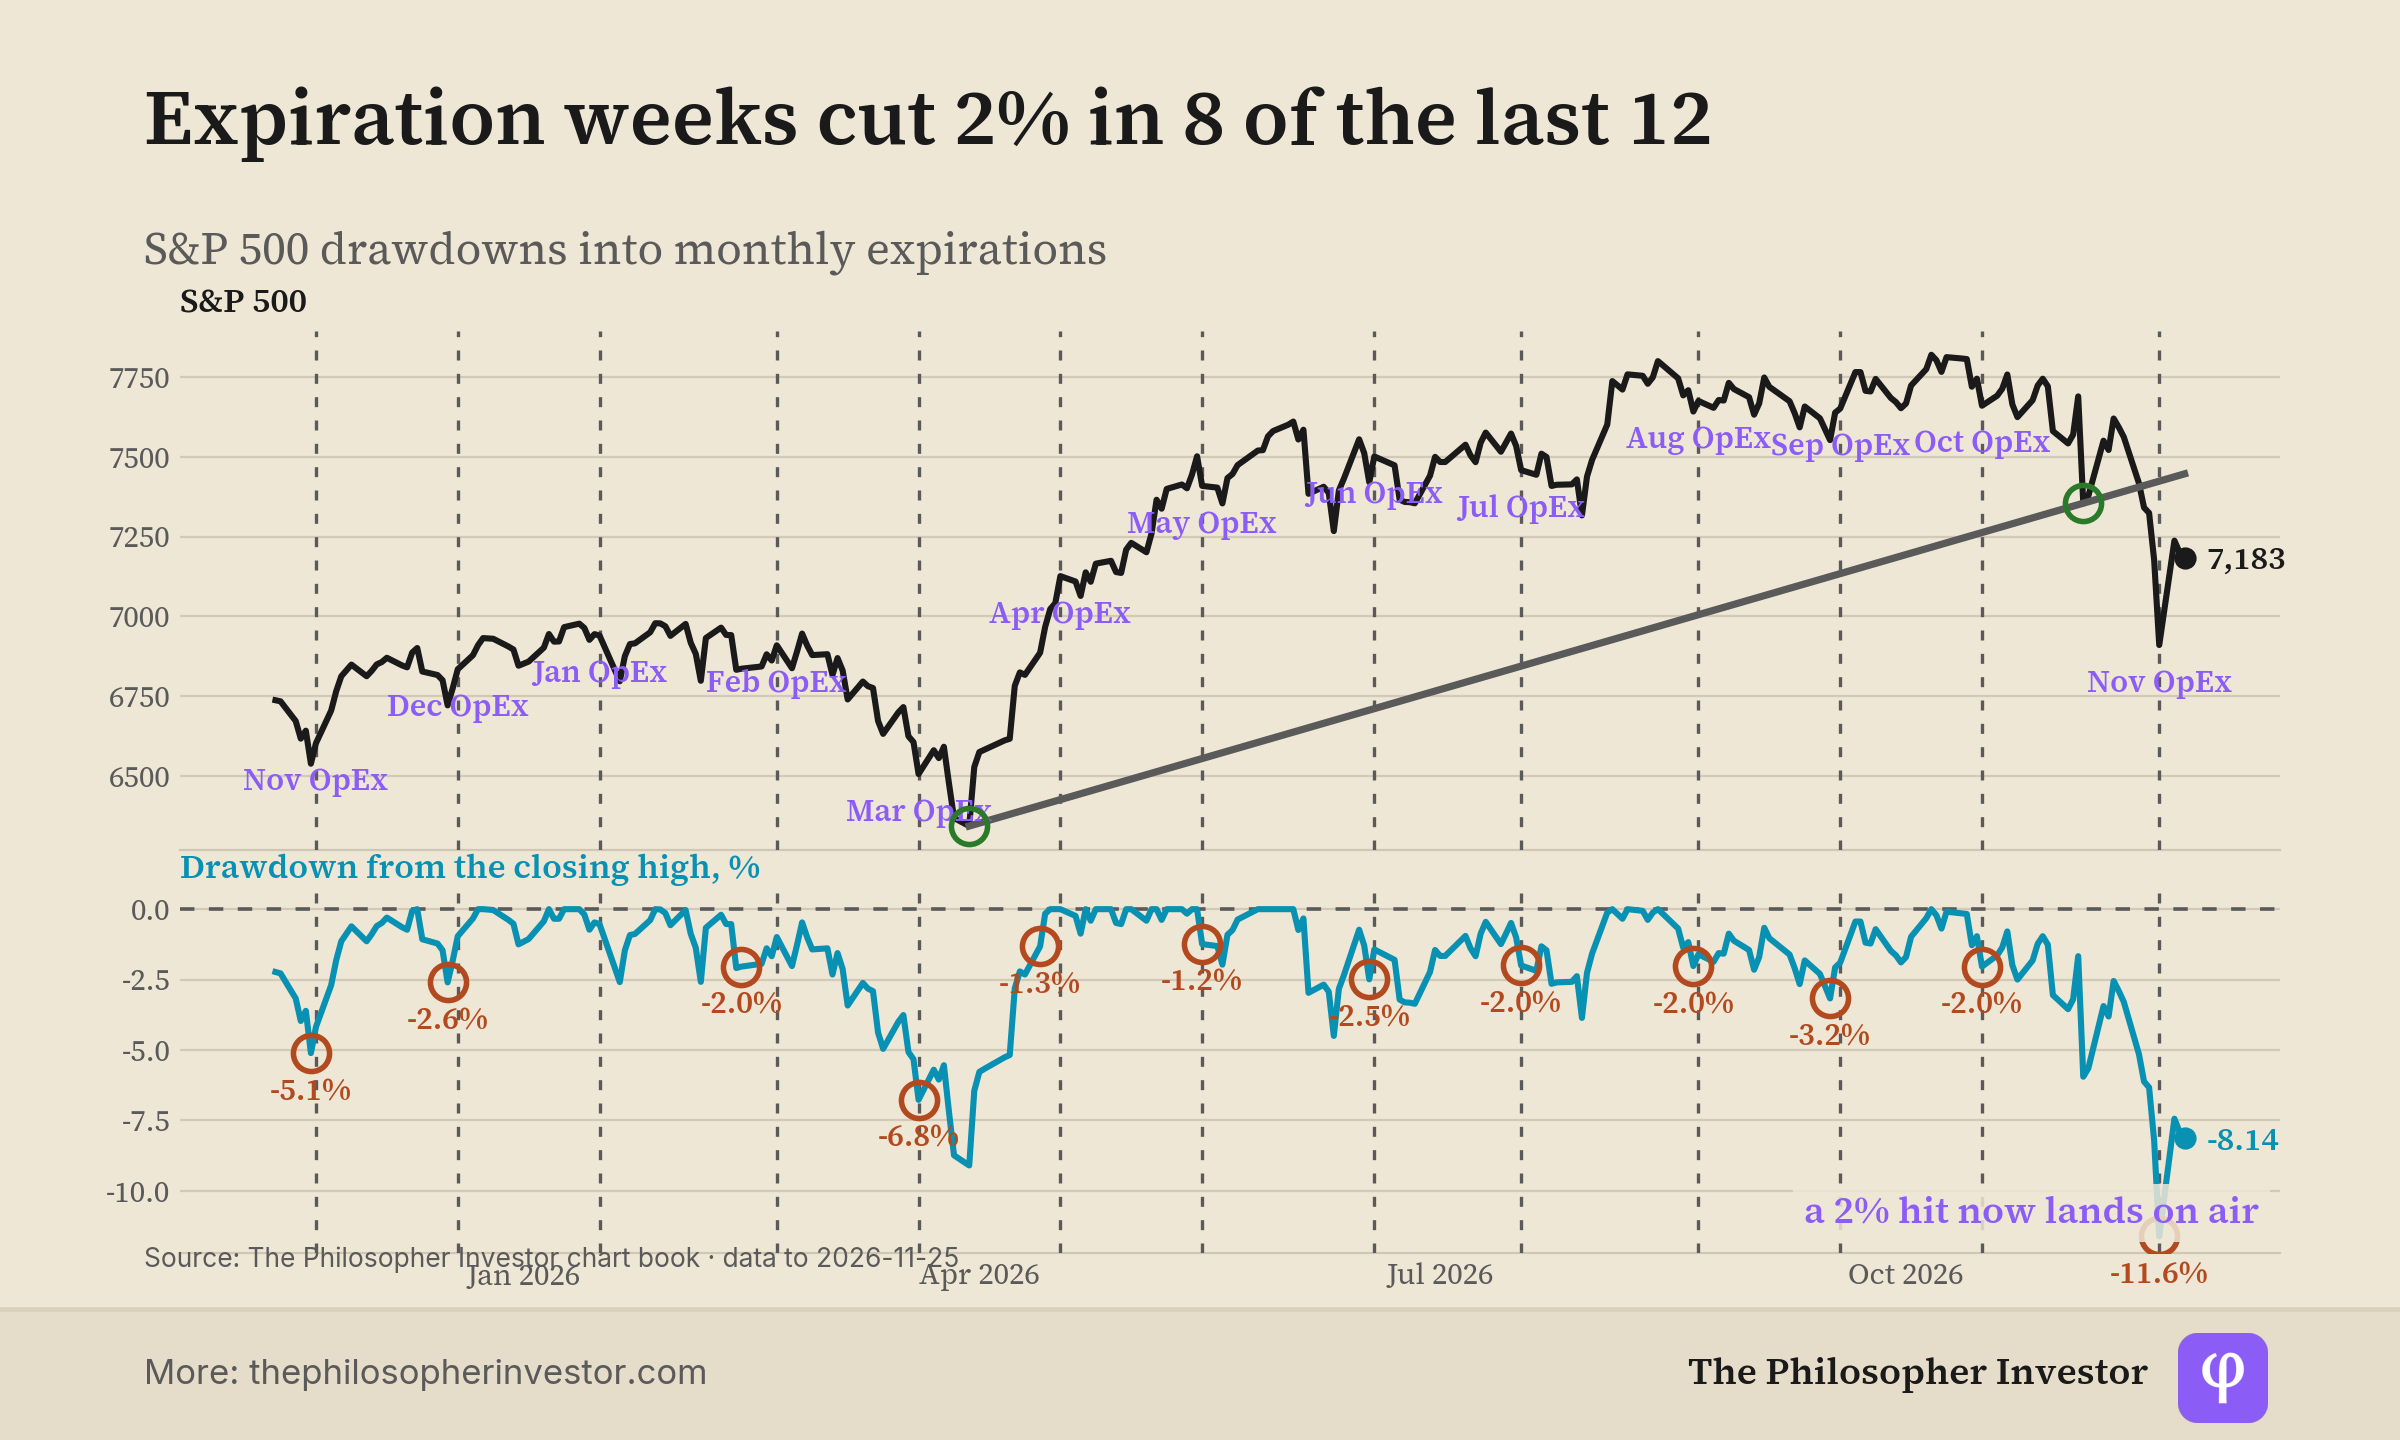 Expiration weeks cut 2% in 8 of the last 12
S&P 500 drawdowns into monthly expirations
S&P 500
7750
7500
7250
7000
6750
6500
Nov OpEx
Dec OpEx
Jan OpEx
Feb OpEx
Mar OpEx
Apr OpEx
May OpEx
Jun OpEx
Jul OpEx
Aug OpEx
Sep OpEx
Oct OpEx
Nov OpEx
7,183
Drawdown from the closing high, %
0.0
-2.5
-5.0
-7.5
-10.0
-5.1%
-2.6%
-2.0%
-6.8%
-1.3%
-1.2%
-2.5%
-2.0%
-2.0%
-3.2%
-2.0%
-11.6%
-8.14
a 2% hit now lands on air
Source: The Philosopher Investor chart book · data to 2026-11-25
Jan 2026
Apr 2026
Jul 2026
Oct 2026
More: thephilosopherinvestor.com
The Philosopher Investor
φ